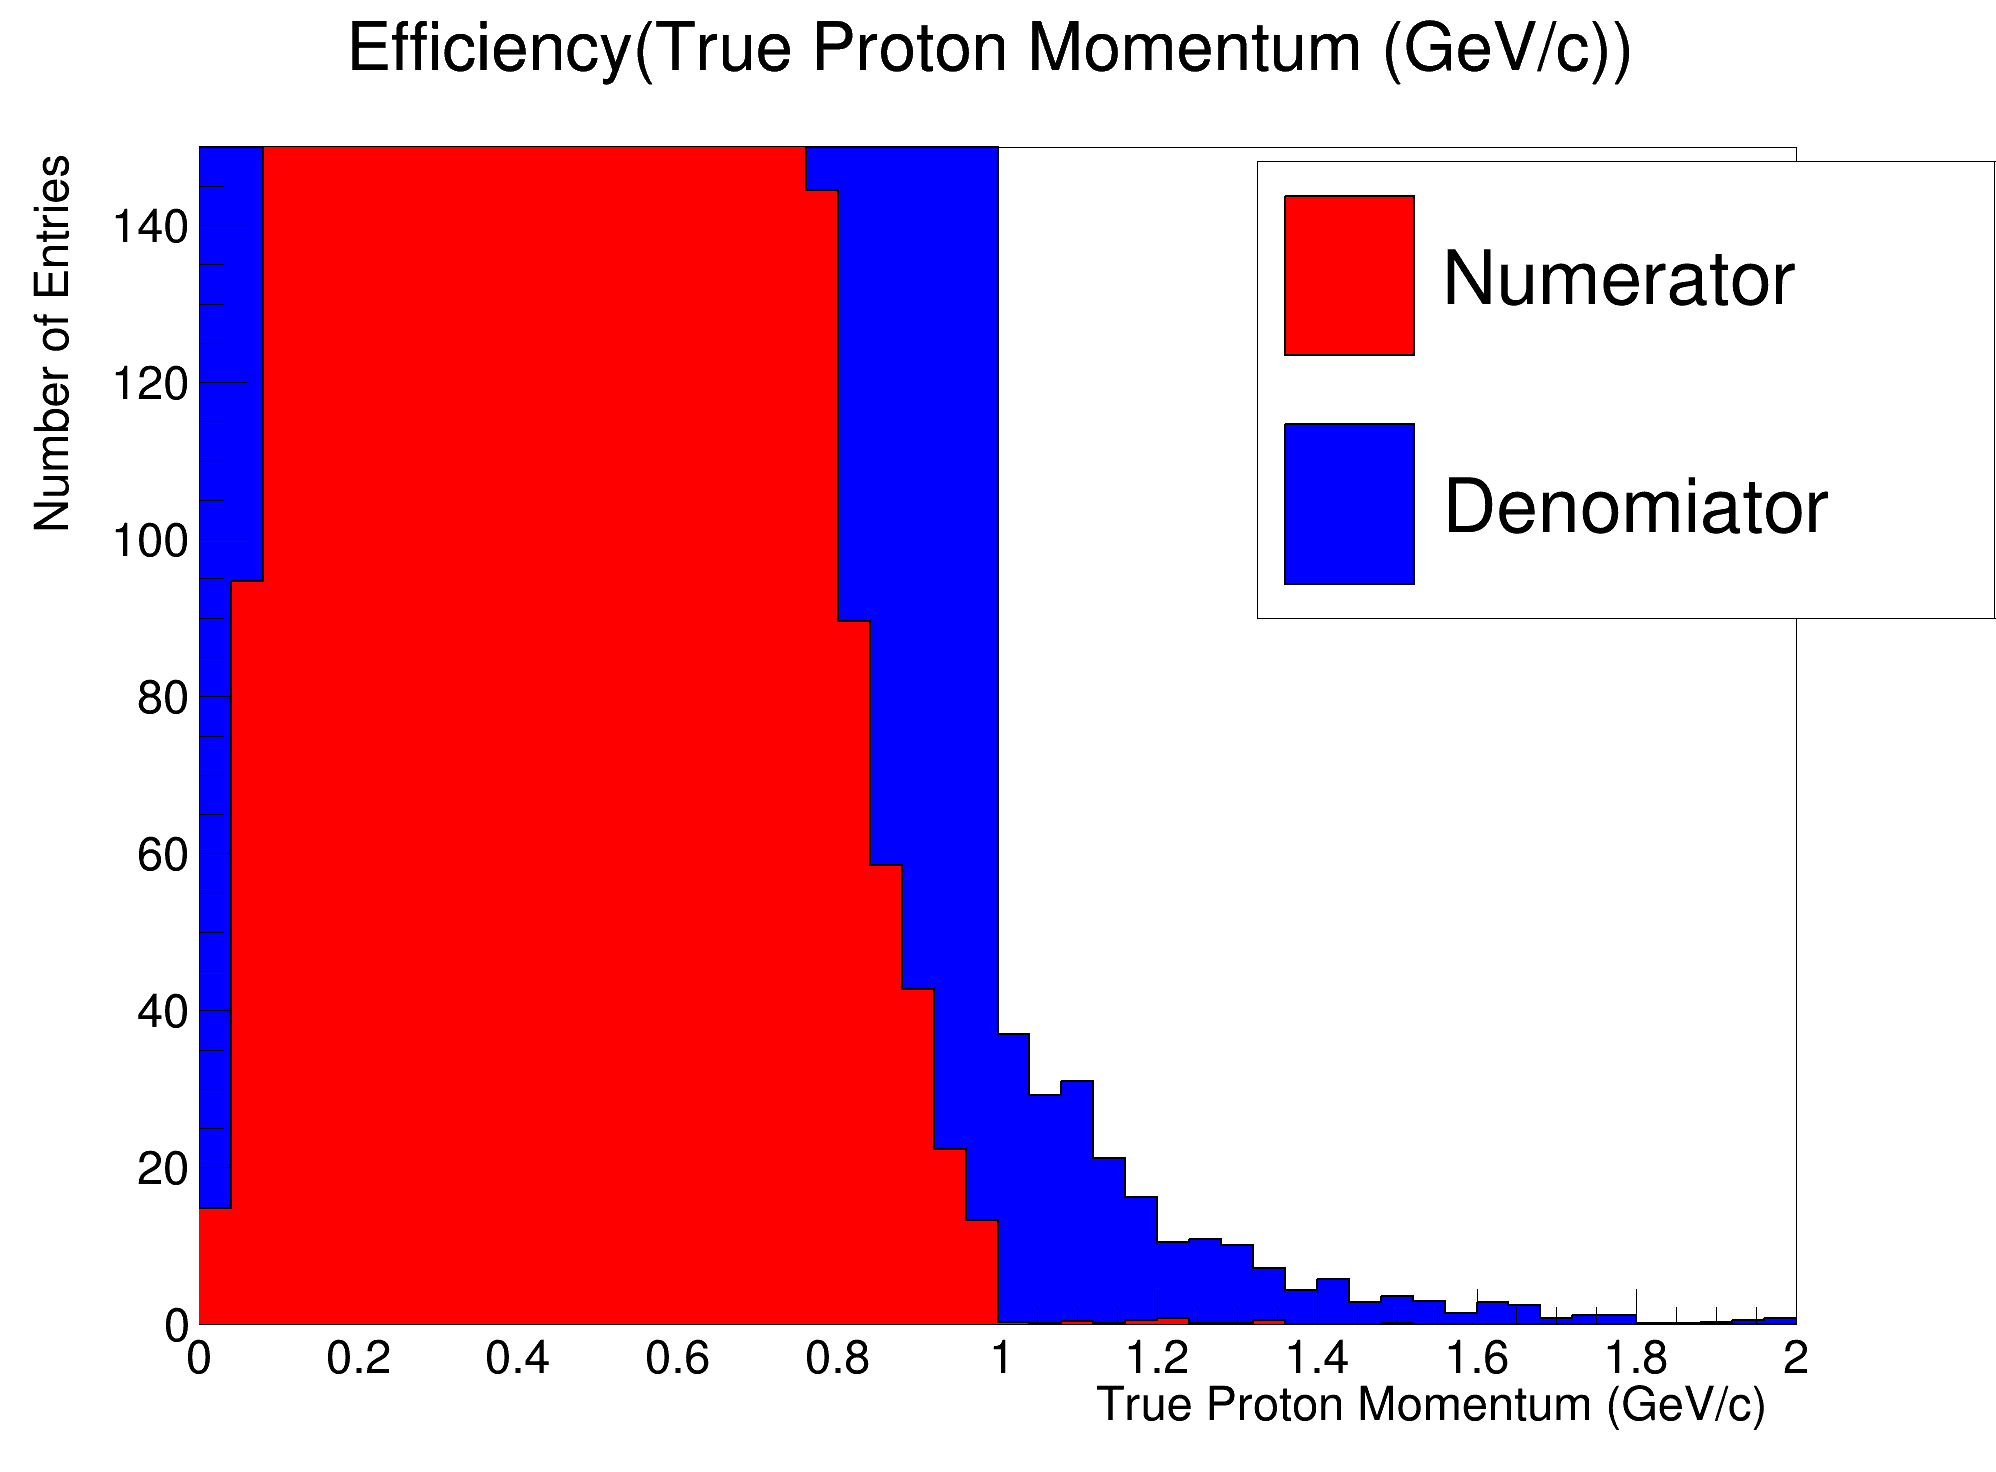 Efficiency(True Proton Momentum (GeV/c))
Number of Entries
140
120
100
80
60
40
20
0
Numerator
Denomiator
0 0.2 0.4 0.6 0.8 1 1.2 1.4 1.6 1.8 2
True Proton Momentum (GeV/c)